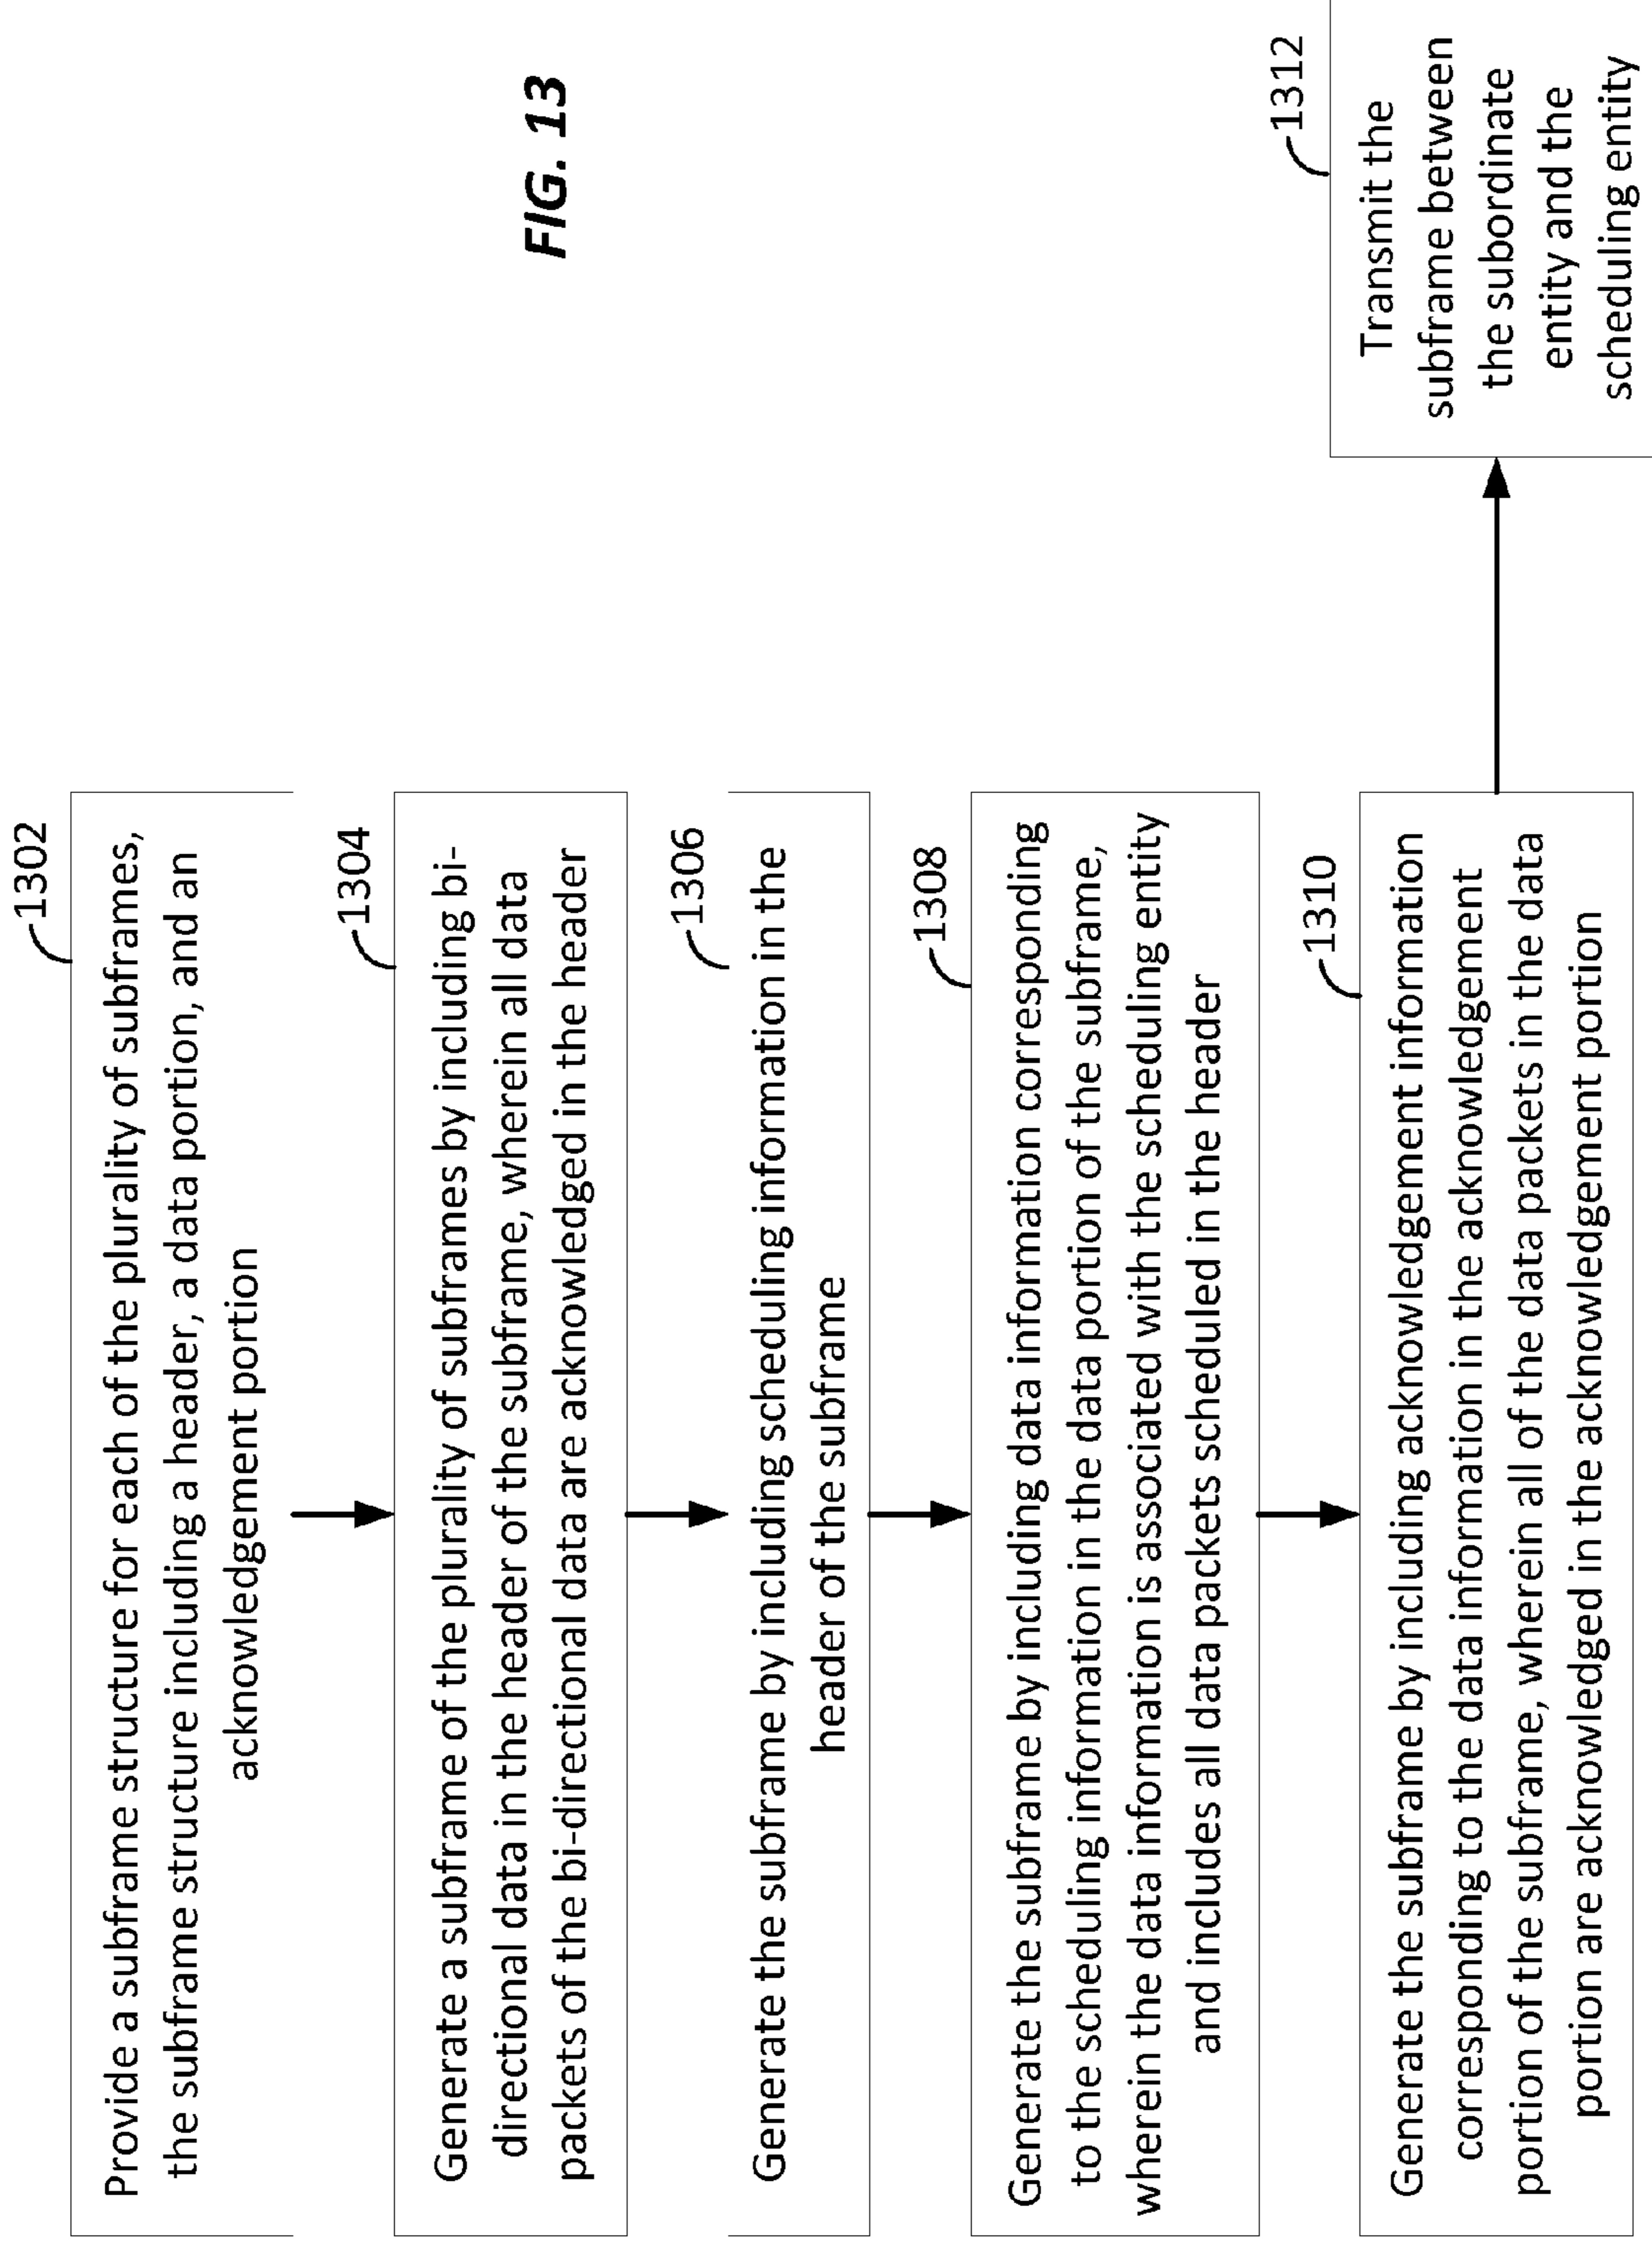 1302
Provide a subframe structure for each of the plurality of subframes,
the subframe structure including a header, a data portion, and an
acknowledgement portion
1304
Generate a subframe of the plurality of subframes by including bi-
directional data in the header of the subframe, wherein all data
packets of the bi-directional data are acknowledged in the header
1306
Generate the subframe by including scheduling information in the
header of the subframe
1308
Generate the subframe by including data information corresponding
to the scheduling information in the data portion of the subframe,
wherein the data information is associated with the scheduling entity
and includes all data packets scheduled in the header
1310
Generate the subframe by including acknowledgement information
corresponding to the data information in the acknowledgement
portion of the subframe, wherein all of the data packets in the data
portion are acknowledged in the acknowledgement portion
1312
Transmit the
subframe between
the subordinate
entity and the
scheduling entity
FIG. 13